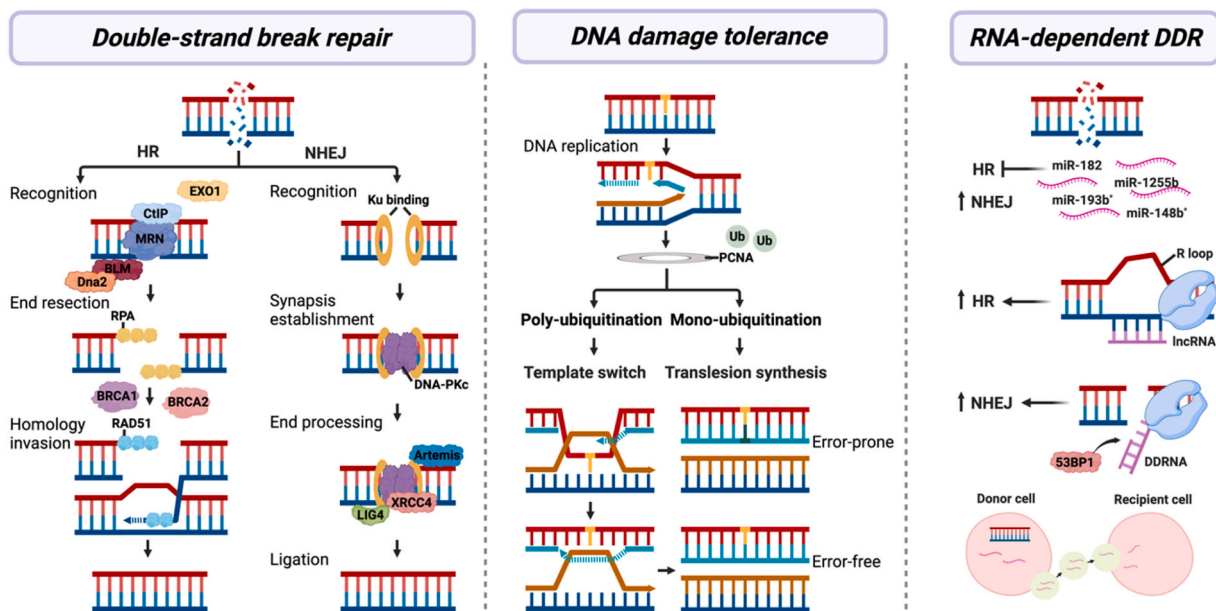 Double-strand break repair
HR
NHEJ
Recognition
EXO1
CtIP
MRN
BLM
Dna2
End resection
RPA
BRCA1
BRCA2
Homology
invasion
RAD51
Recognition
Ku binding
Synapsis
establishment
DNA-PKc
End processing
Artemis
XRCC4
LIG4
Ligation
DNA damage tolerance
DNA replication
Ub
Ub
PCNA
Poly-ubiquitination
Mono-ubiquitination
Template switch
Translesion synthesis
Error-prone
Error-free
RNA-dependent DDR
HR
NHEJ
miR-182
miR-1255b
miR-193b*
miR-148b*
R loop
HR
lncRNA
NHEJ
53BP1
DDRNA
Donor cell
Recipient cell